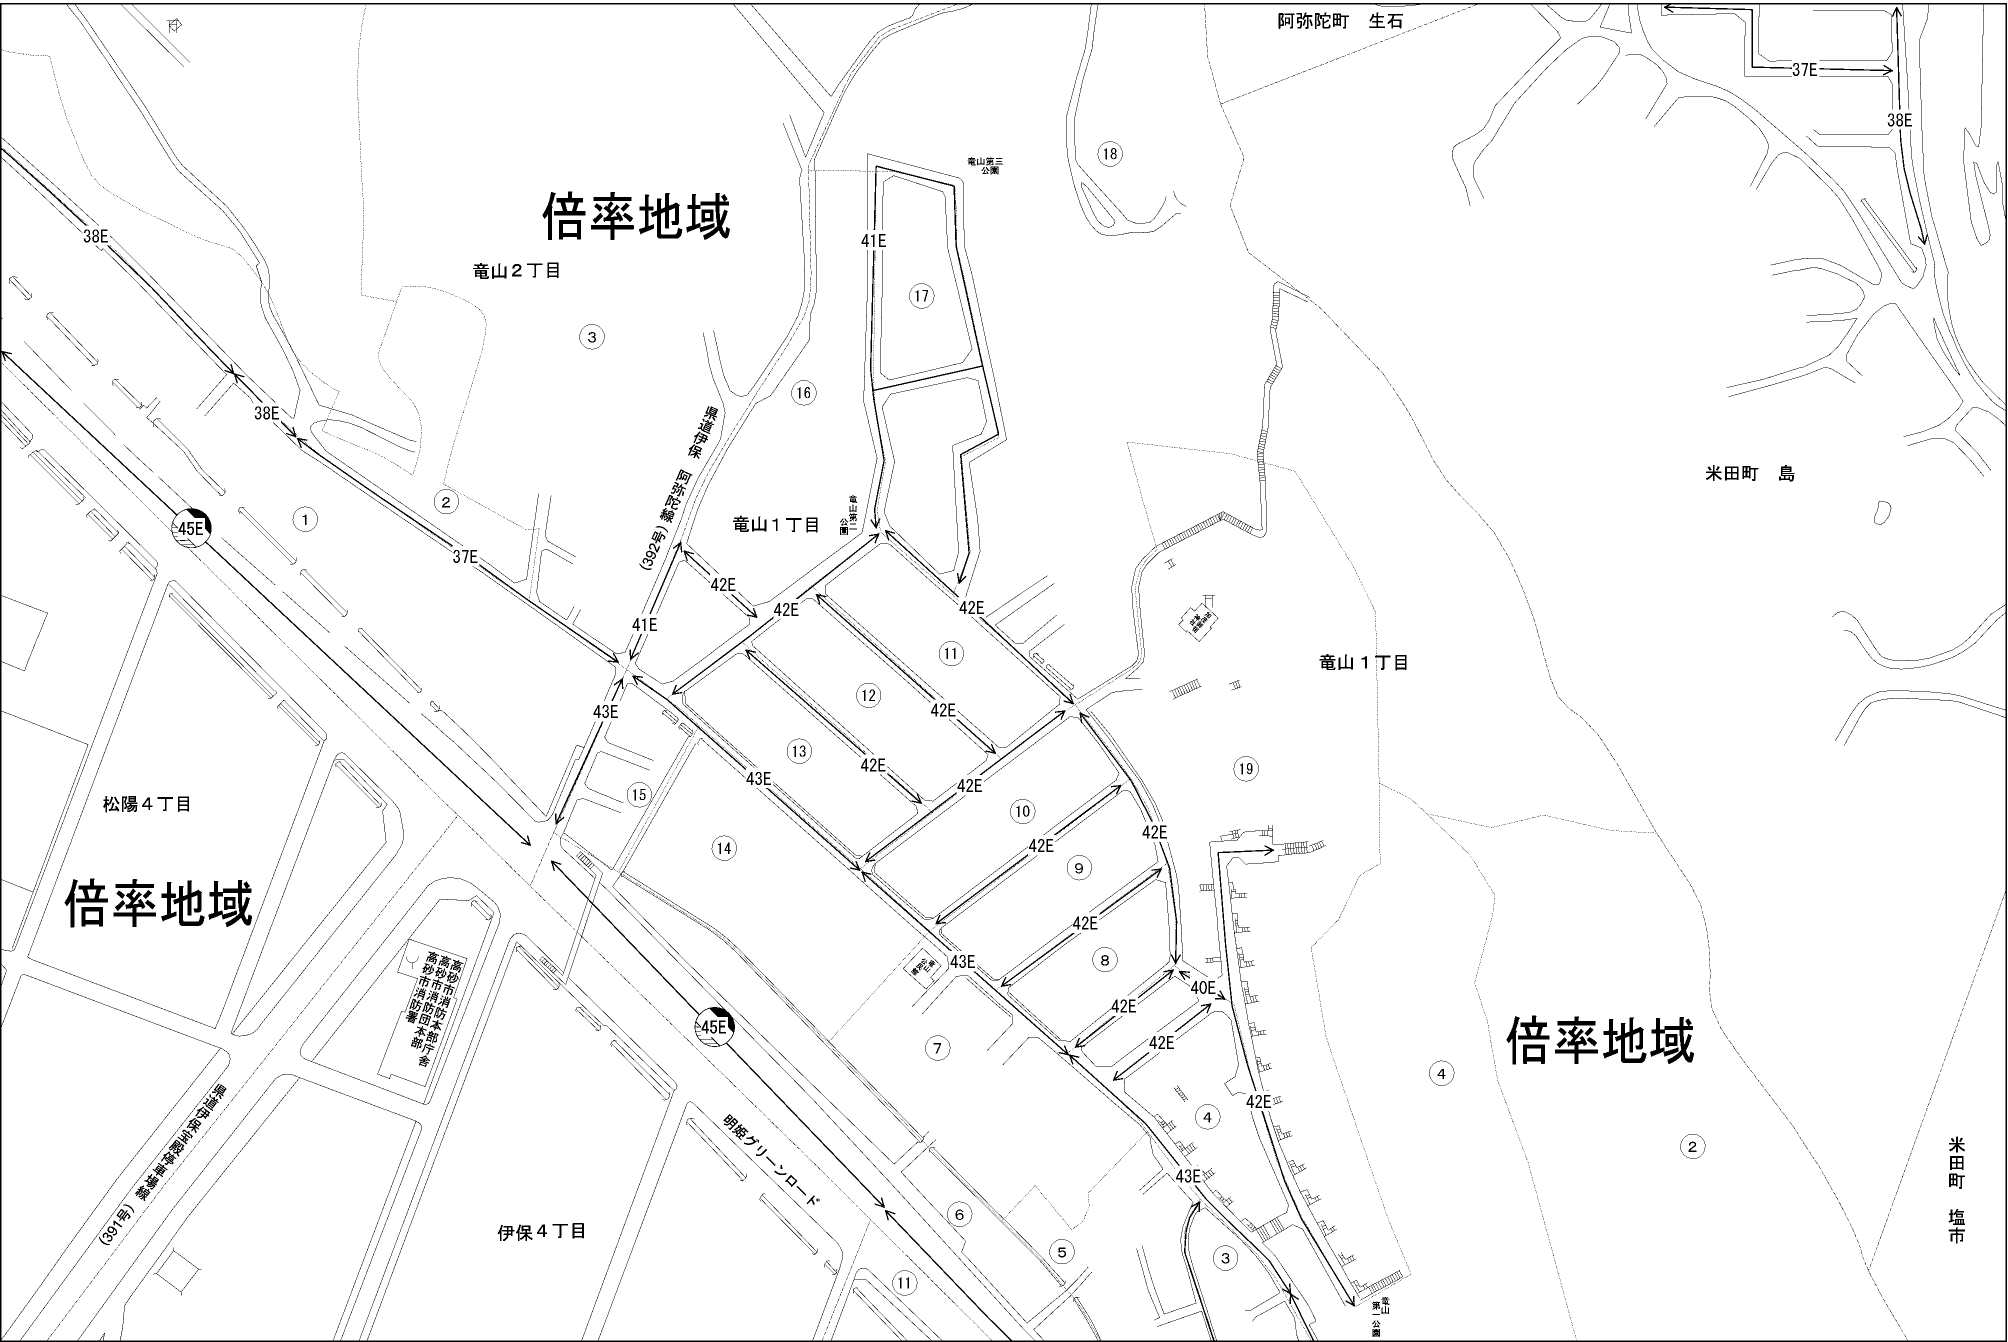 阿弥陀町　生石
37E
38E
⑱
竜山第三
公園
倍率地域
38E
41E
竜山２丁目
⑰
③
⑯
38E
県道伊保　阿弥陀線
(392号)
米田町　島
②
①
45E
竜山第二
公園
竜山１丁目
37E
42E
42E
42E
41E
⑪
竜山１丁目
⑫
42E
43E
⑬
42E
43E
42E
⑲
⑮
松陽４丁目
⑩
42E
42E
⑭
⑨
倍率地域
42E
⑧
43E
竜山
公民館
高砂市消防本部庁舎
高砂市消防団本部
高砂市消防署
40E
42E
45E
42E
⑦
倍率地域
④
42E
④
県道伊保宝殿停車場線
(391号)
明姫グリーンロード
②
43E
米田町　塩市
⑥
伊保４丁目
⑤
③
⑪
竜山
第一公園